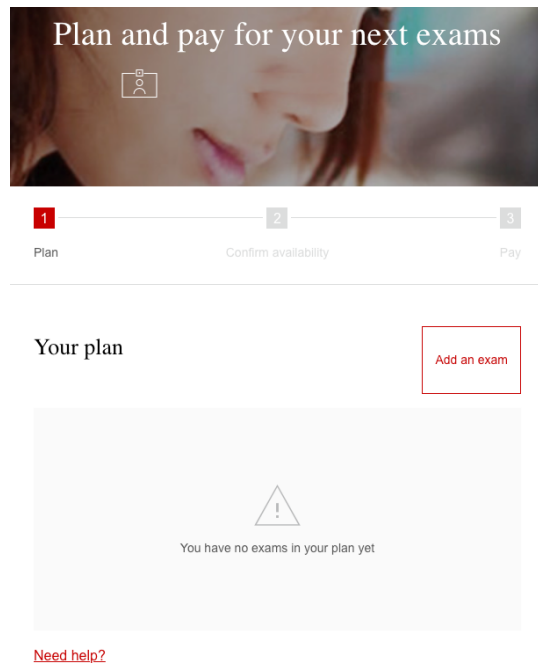 Plan and pay for your next exams
1
2
3
Plan
Confirm availability
Pay
Your plan
Add an exam
You have no exams in your plan yet
Need help?